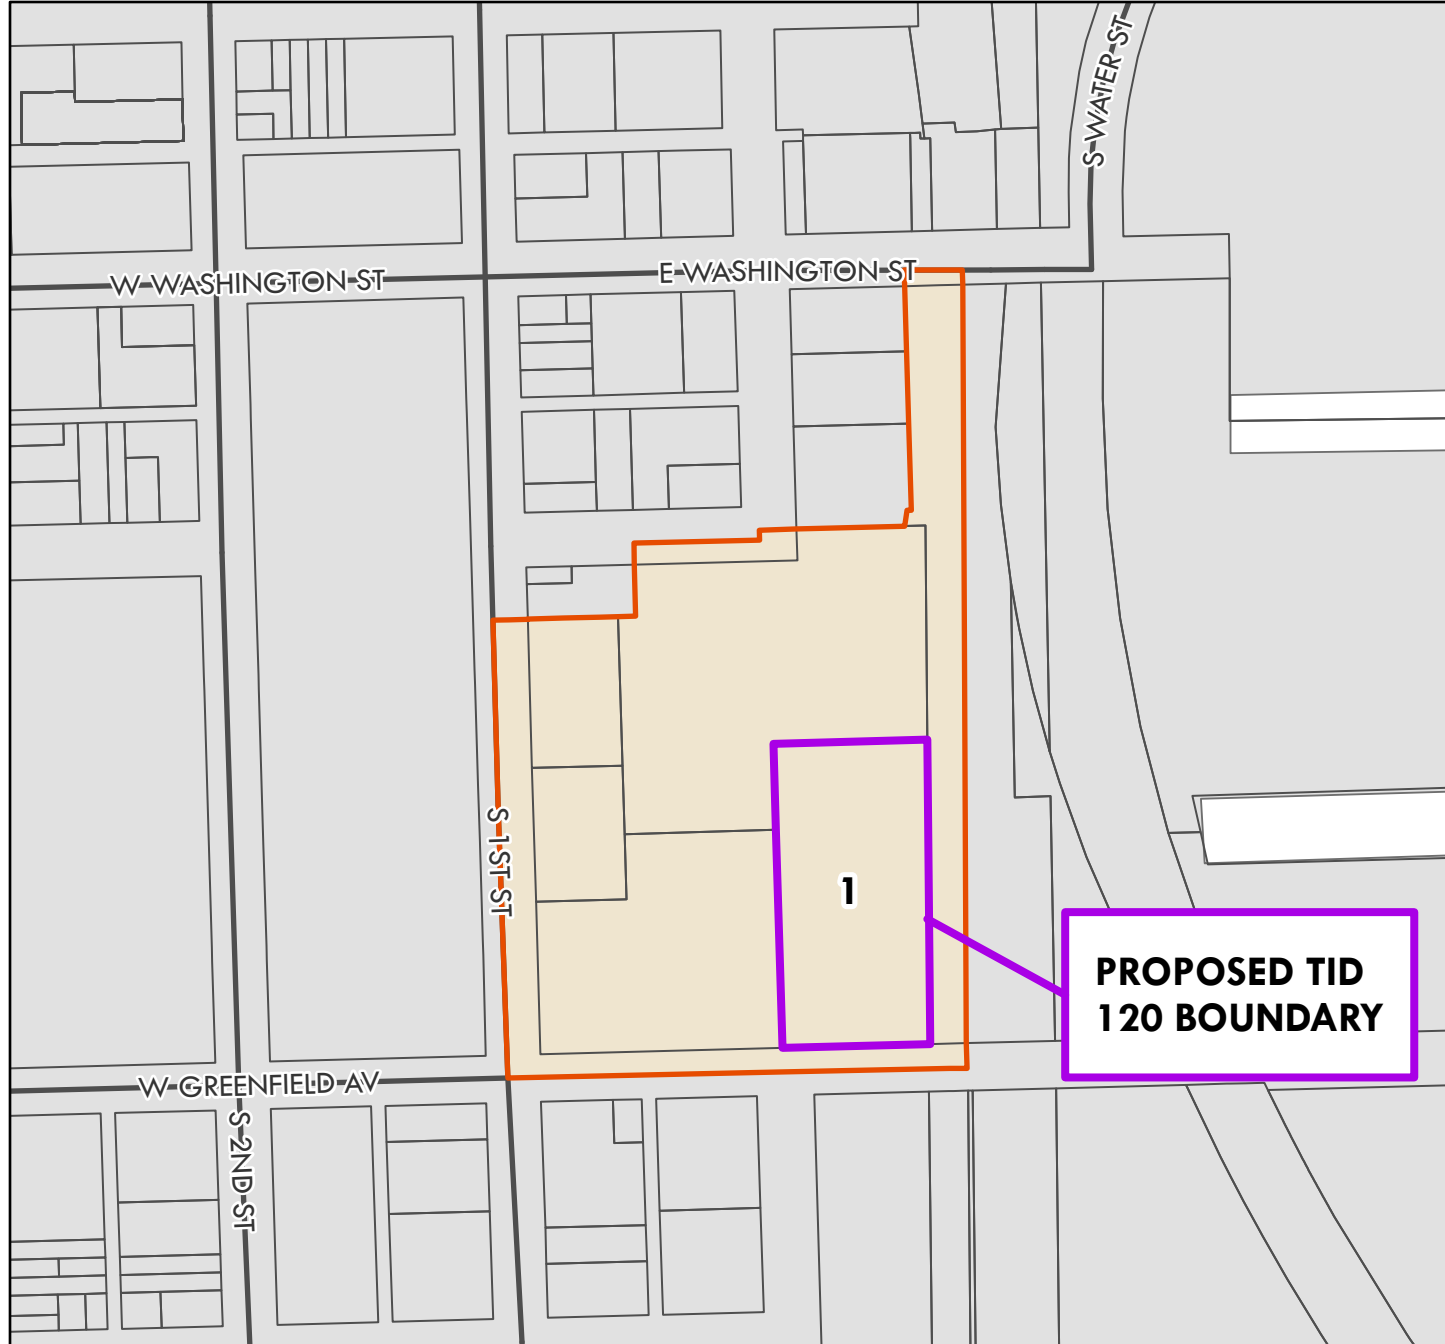 S WATER ST
W WASHINGTON ST
E WASHINGTON ST
S 1ST ST
1
PROPOSED TID
120 BOUNDARY
W GREENFIELD AV
S 2ND ST